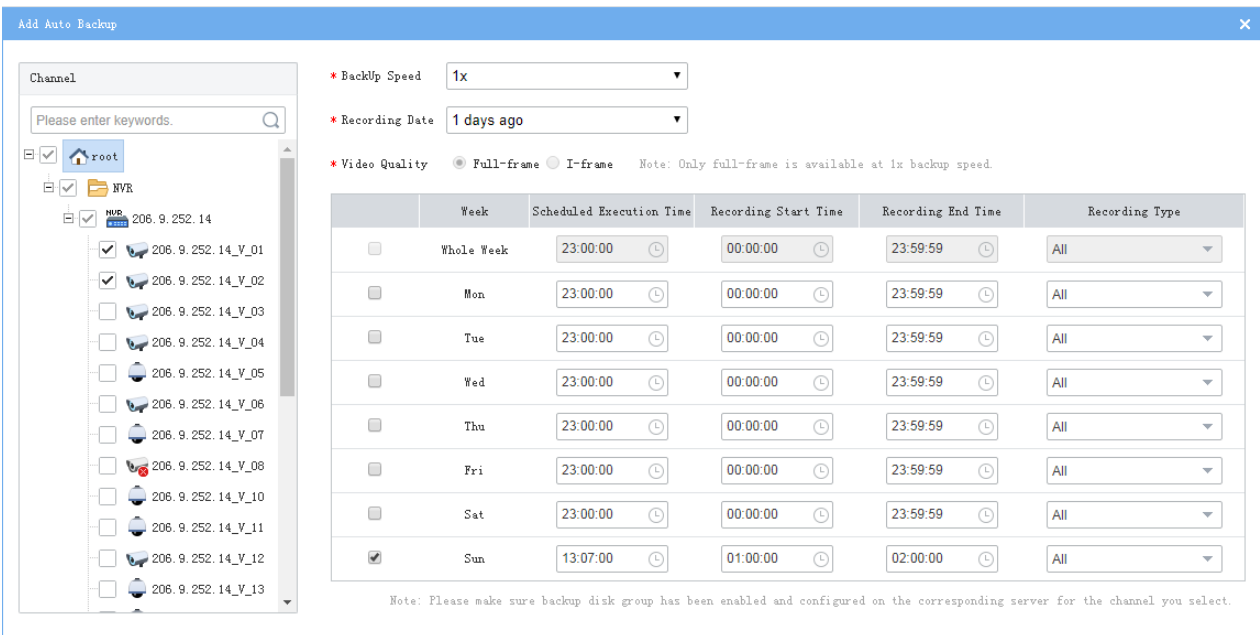 Add Auto Backup
Channel
Please enter keywords.
root
NVR
NVR 206.9.252.14
206.9.252.14_V_01
206.9.252.14_V_02
206.9.252.14_V_03
206.9.252.14_V_04
206.9.252.14_V_05
206.9.252.14_V_06
206.9.252.14_V_07
206.9.252.14_V_08
206.9.252.14_V_10
206.9.252.14_V_11
206.9.252.14_V_12
206.9.252.14_V_13
* BackUp Speed 1x
* Recording Date 1 days ago
* Video Quality Full-frame I-frame Note: Only full-frame is available at 1x backup speed.
Week Scheduled Execution Time Recording Start Time Recording End Time Recording Type
Whole Week 23:00:00 00:00:00 23:59:59 All
Mon 23:00:00 00:00:00 23:59:59 All
Tue 23:00:00 00:00:00 23:59:59 All
Wed 23:00:00 00:00:00 23:59:59 All
Thu 23:00:00 00:00:00 23:59:59 All
Fri 23:00:00 00:00:00 23:59:59 All
Sat 23:00:00 00:00:00 23:59:59 All
Sun 13:07:00 01:00:00 02:00:00 All
Note: Please make sure backup disk group has been enabled and configured on the corresponding server for the channel you select.